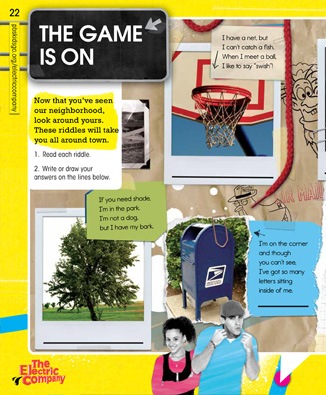 22
pbskidsgo.org/electriccompany
THE GAME
IS ON
I have a net, but
I can't catch a fish.
When I meet a ball,
I like to say "swish"!
Now that you've seen
our neighborhood,
look around yours.
These riddles will take
you all around town.
1. Read each riddle.
2. Write or draw your
answers on the lines below.
If you need shade,
I'm in the park.
I'm not a dog,
but I have my bark.
I'm on the corner
and though
you can't see,
I've got so many
letters sitting
inside of me.
The
Electric
Company